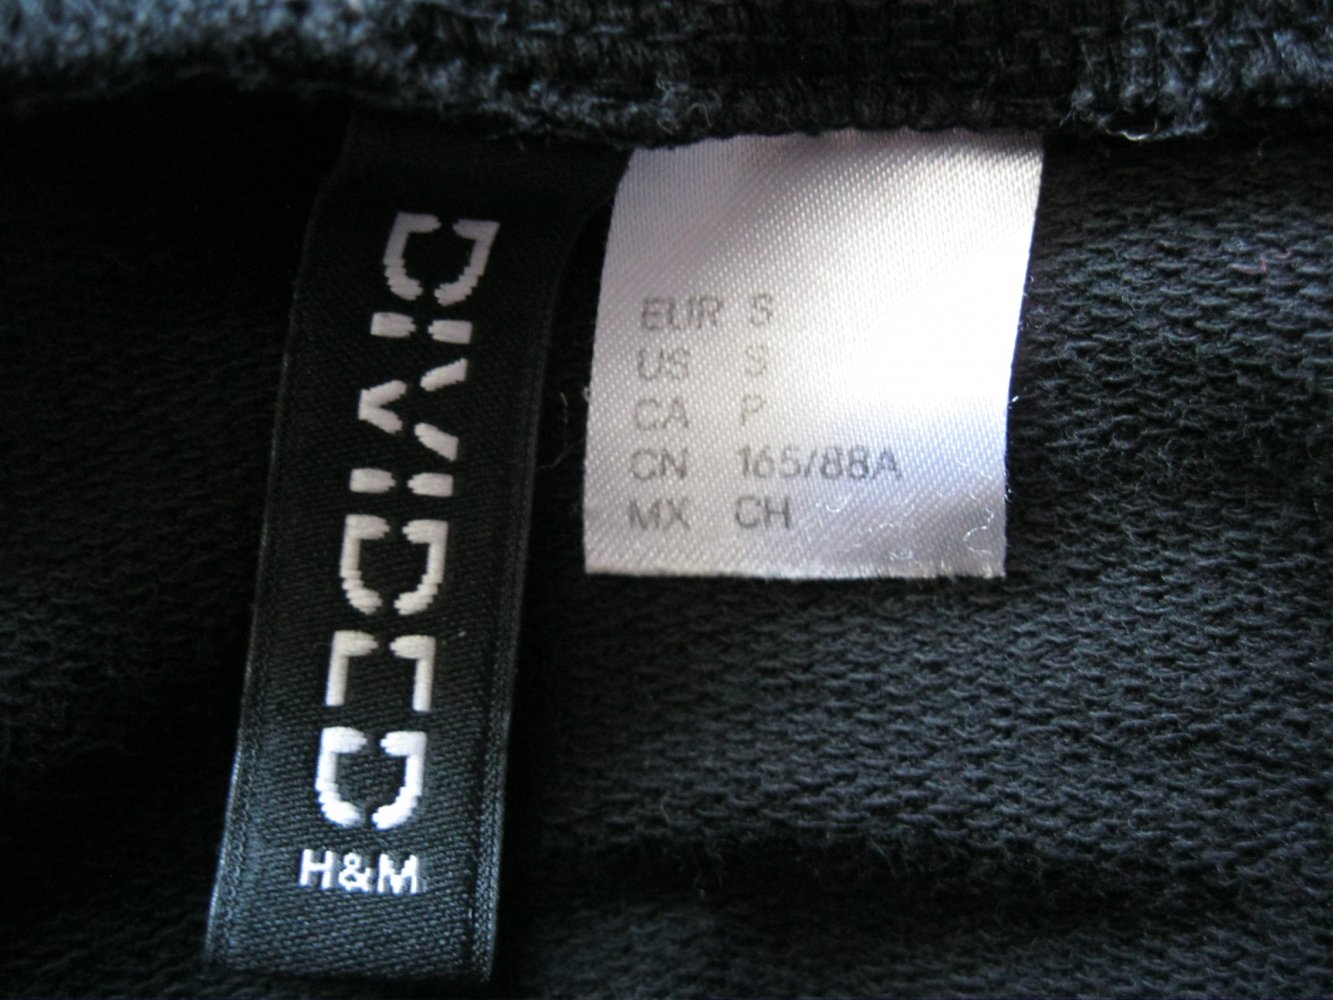 DIVIDED
H&M
EUR S
US S
CA P
CN 165/88A
MX CH